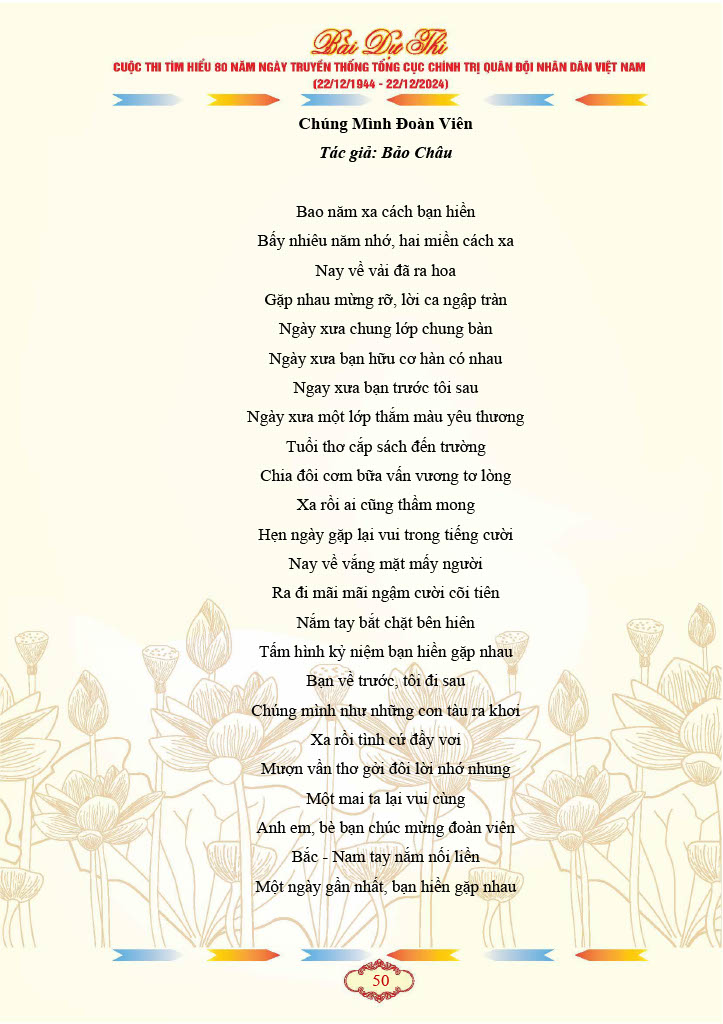 Bài Dự Thi
CUỘC THI TÌM HIỂU 80 NĂM NGÀY TRUYỀN THỐNG TỔNG CỤC CHÍNH TRỊ QUÂN ĐỘI NHÂN DÂN VIỆT NAM
(22/12/1944 - 22/12/2024)
Chúng Mình Đoàn Viên
Tác giả: Bảo Châu
Bao năm xa cách bạn hiền
Bấy nhiêu năm nhớ, hai miền cách xa
Nay về vải đã ra hoa
Gặp nhau mừng rỡ, lời ca ngập tràn
Ngày xưa chung lớp chung bàn
Ngày xưa bạn hữu cơ hàn có nhau
Ngay xưa bạn trước tôi sau
Ngày xưa một lớp thắm màu yêu thương
Tuổi thơ cắp sách đến trường
Chia đôi cơm bữa vấn vương tơ lòng
Xa rồi ai cũng thầm mong
Hẹn ngày gặp lại vui trong tiếng cười
Nay về vắng mặt mấy người
Ra đi mãi mãi ngậm cười cõi tiên
Nắm tay bắt chặt bên hiên
Tấm hình kỷ niệm bạn hiền gặp nhau
Bạn về trước, tôi đi sau
Chúng mình như những con tàu ra khơi
Xa rồi tình cứ đầy vơi
Mượn vần thơ gởi đôi lời nhớ nhung
Một mai ta lại vui cùng
Anh em, bè bạn chúc mừng đoàn viên
Bắc - Nam tay nắm nối liền
Một ngày gần nhất, bạn hiền gặp nhau
50